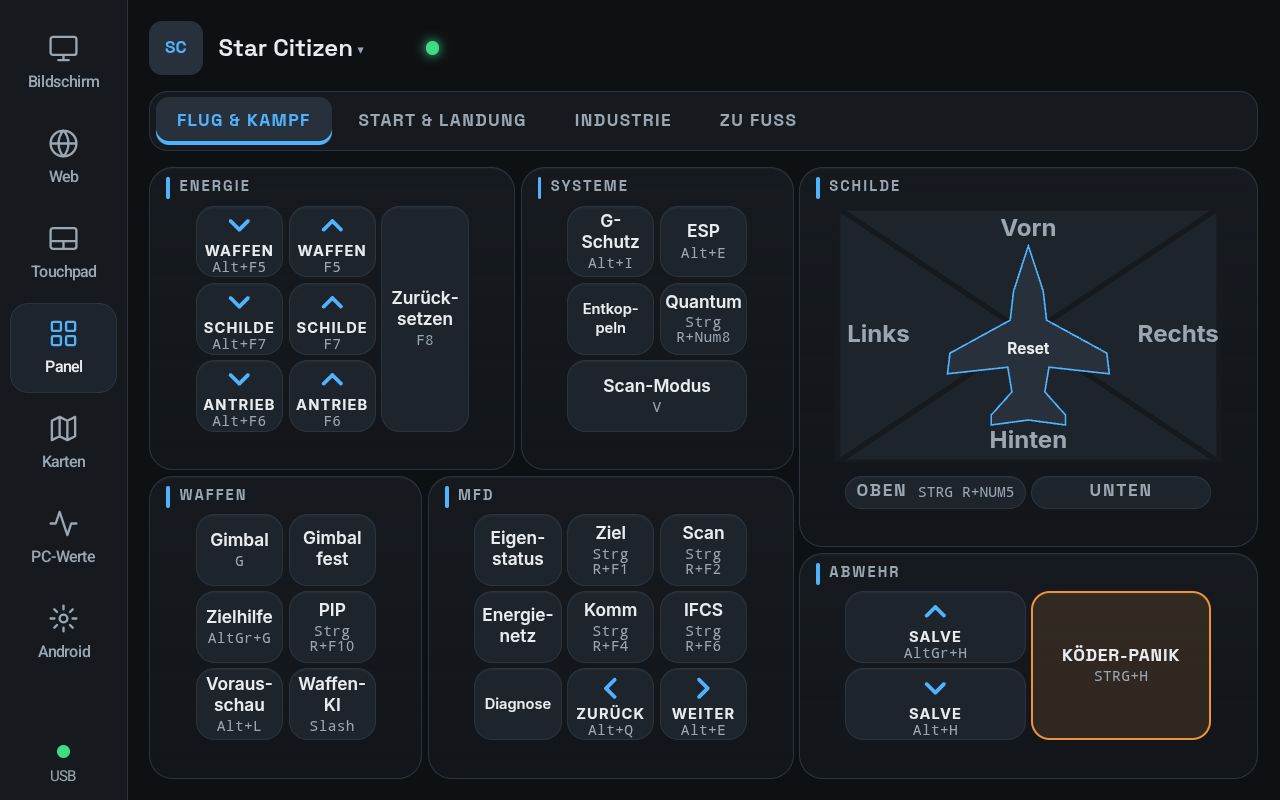 Bildschirm
Web
Touchpad
Panel
Karten
PC-Werte
Android
USB
SC
Star Citizen
FLUG & KAMPF
START & LANDUNG
INDUSTRIE
ZU FUSS
ENERGIE
WAFFEN
Alt+F5
WAFFEN
F5
SCHILDE
Alt+F7
SCHILDE
F7
ANTRIEB
Alt+F6
ANTRIEB
F6
Zurück-
setzen
F8
SYSTEME
G-
Schutz
Alt+I
ESP
Alt+E
Entkop-
peln
Quantum
Strg
R+Num8
Scan-Modus
V
SCHILDE
Vorn
Links
Reset
Rechts
Hinten
OBEN STRG R+NUM5
UNTEN
WAFFEN
Gimbal
G
Gimbal
fest
Zielhilfe
AltGr+G
PIP
Strg
R+F10
Voraus-
schau
Alt+L
Waffen-
KI
Slash
MFD
Eigen-
status
Ziel
Strg
R+F1
Scan
Strg
R+F2
Energie-
netz
Komm
Strg
R+F4
IFCS
Strg
R+F6
Diagnose
ZURÜCK
Alt+Q
WEITER
Alt+E
ABWEHR
SALVE
AltGr+H
SALVE
Alt+H
KÖDER-PANIK
STRG+H